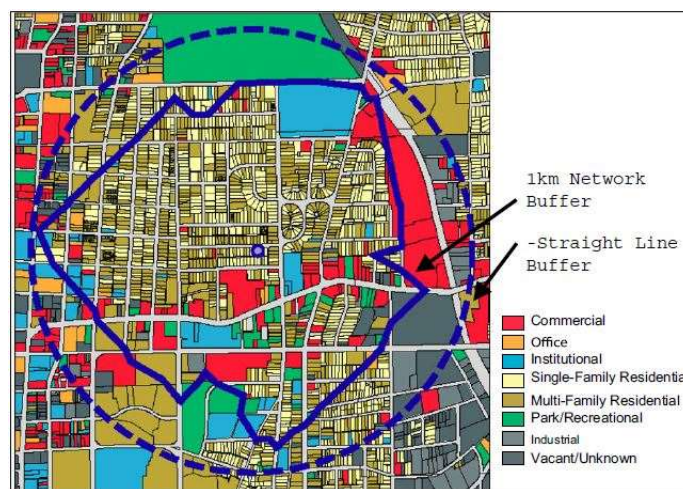 1km Network
Buffer
-Straight Line
Buffer
Commercial
Office
Institutional
Single-Family Residential
Multi-Family Residential
Park/Recreational
Industrial
Vacant/Unknown